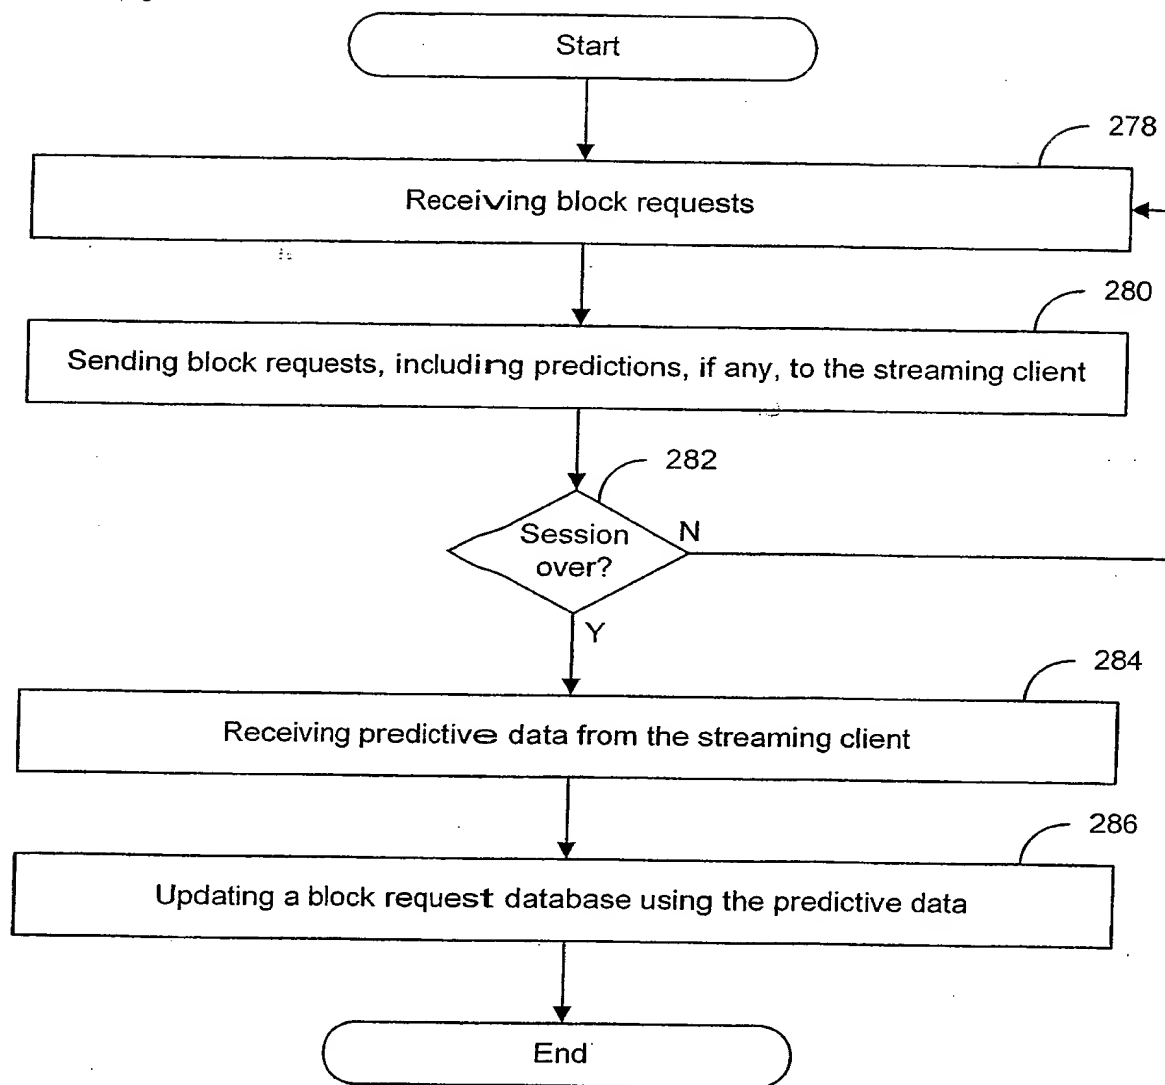 Start
278
Receiving block requests
280
Sending block requests, including predictions, if any, to the streaming client
282
Session
over?
N
Y
284
Receiving predictive data from the streaming client
286
Updating a block request database using the predictive data
End